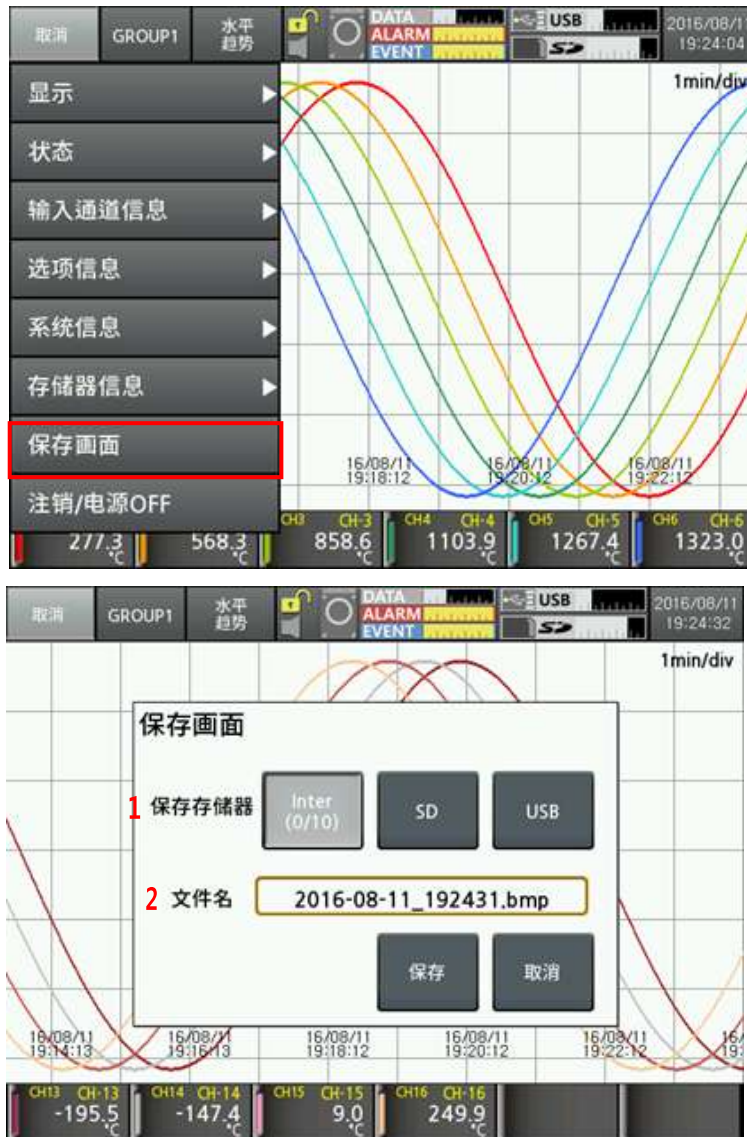 取消 GROUP1 水平趋势 DATA ALARM EVENT USB SD 2016/08/1
19:24:04
1min/div
显示
状态
输入通道信息
选项信息
系统信息
存储器信息
保存画面
注销/电源OFF
16/08/11 16/08/11 16/08/11
19:18:12 19:20:12 19:22:12
CH3 CH-3 CH4 CH-4 CH5 CH-5 CH6 CH-6
277.3 568.3 858.6 1103.9 1267.4 1323.0
℃ ℃ ℃ ℃ ℃ ℃
取消 GROUP1 水平趋势 DATA ALARM EVENT USB SD 2016/08/11
19:24:32
1min/div
保存画面
1 保存存储器 Inter (0/10) SD USB
2 文件名 2016-08-11_192431.bmp
保存 取消
16/08/11 16/08/11 16/08/11 16/08/11 16/08/11 16/
19:14:13 19:16:13 19:18:12 19:20:12 19:22:12 19:
CH13 CH-13 CH14 CH-14 CH15 CH-15 CH16 CH-16
-195.5 -147.4 9.0 249.9
℃ ℃ ℃ ℃